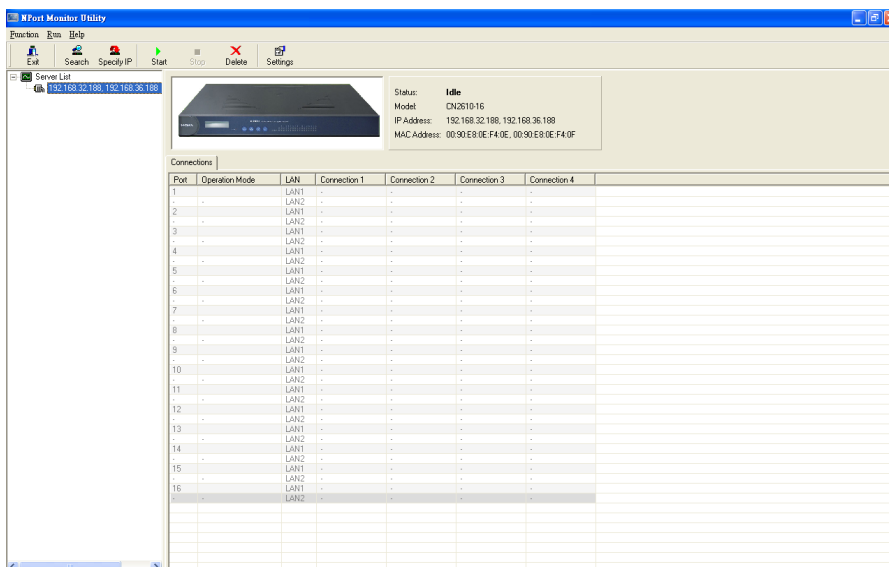 NPort Monitor Utility
Function Run Help
Exit Search Specify IP Start Stop Delete Settings
Server List
192.168.32.188, 192.168.36.188
Status: Idle
Model: CN2610-16
IP Address: 192.168.32.188, 192.168.36.188
MAC Address: 00:90:E8:0E:F4:0E, 00:90:E8:0E:F4:0F
Connections
Port Operation Mode LAN Connection 1 Connection 2 Connection 3 Connection 4
1 LAN1 - - - -
- - LAN2 - - - -
2 LAN1 - - - -
- - LAN2 - - - -
3 LAN1 - - - -
- - LAN2 - - - -
4 LAN1 - - - -
- - LAN2 - - - -
5 LAN1 - - - -
- - LAN2 - - - -
6 LAN1 - - - -
- - LAN2 - - - -
7 LAN1 - - - -
- - LAN2 - - - -
8 LAN1 - - - -
- - LAN2 - - - -
9 LAN1 - - - -
- - LAN2 - - - -
10 LAN1 - - - -
- - LAN2 - - - -
11 LAN1 - - - -
- - LAN2 - - - -
12 LAN1 - - - -
- - LAN2 - - - -
13 LAN1 - - - -
- - LAN2 - - - -
14 LAN1 - - - -
- - LAN2 - - - -
15 LAN1 - - - -
- - LAN2 - - - -
16 LAN1 - - - -
- - LAN2 - - - -